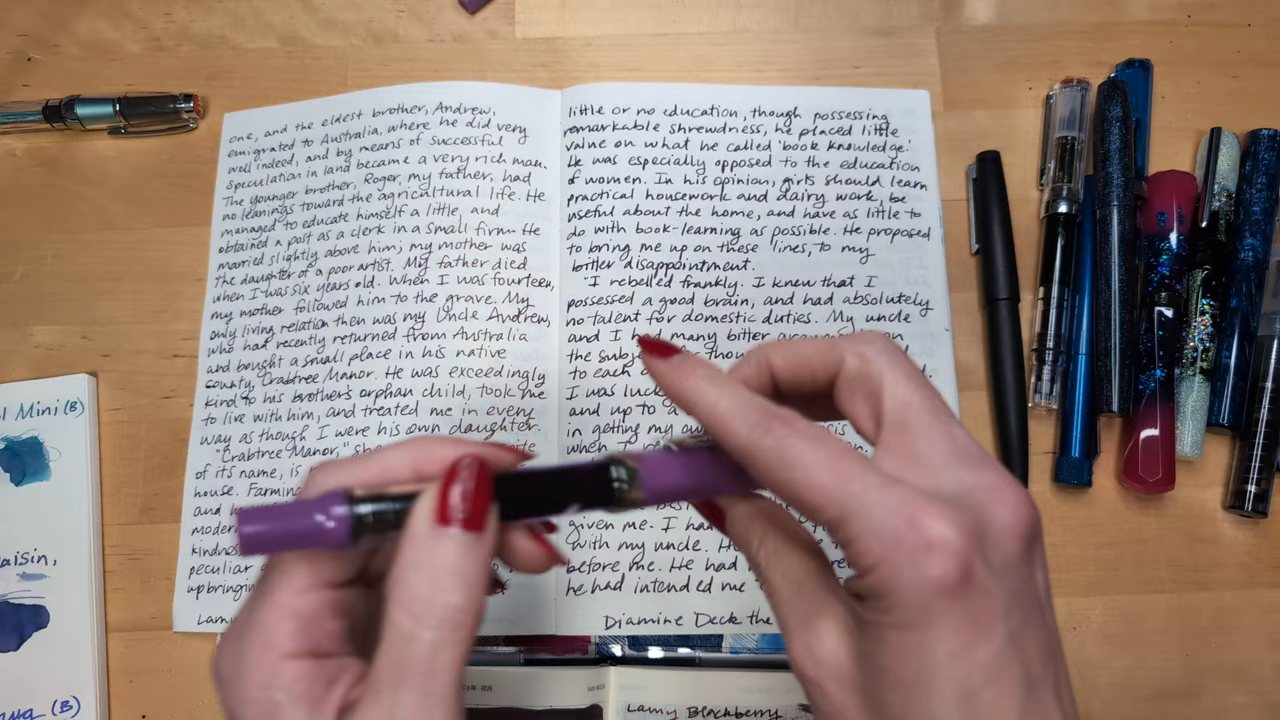 one, and the eldest brother, Andrew,
emigrated to Australia, where he did very
well indeed, and by means of successful
speculation in land became a very rich man.
The younger brother, Roger, my father, had
no leanings toward the agricultural life. He
managed to educate himself a little, and
obtained a post as a clerk in a small firm. He
married slightly above him; my mother was
the daughter of a poor artist. My father died
when I was six years old. When I was fourteen,
my mother followed him to the grave. My
only living relation then was my Uncle Andrew,
who had recently returned from Australia
and bought a small place in his native
county, Crabtree Manor. He was exceedingly
kind to his brother's orphan child, took me
to live with him, and treated me in every
way as though I were his own daughter.
"Crabtree Manor,"
of its name, is
house. Farming
and
modern
kindness
peculiar
upbringing
Lamy
little or no education, though possessing
remarkable shrewdness, he placed little
value on what he called 'book knowledge.'
He was especially opposed to the education
of women. In his opinion, girls should learn
practical housework and dairy work, be
useful about the home, and have as little to
do with book-learning as possible. He proposed
to bring me up on these lines, to my
bitter disappointment.
"I rebelled frankly. I knew that I
possessed a good brain, and had absolutely
no talent for domestic duties. My uncle
and I had many bitter
the
to each
I was
and up to a
in getting my
when I
given me. I had
with my uncle. He
before me. He had
he had intended me
Diamine Deck the
l Mini (B)
aisin,
(B)
Lamy Blackberry